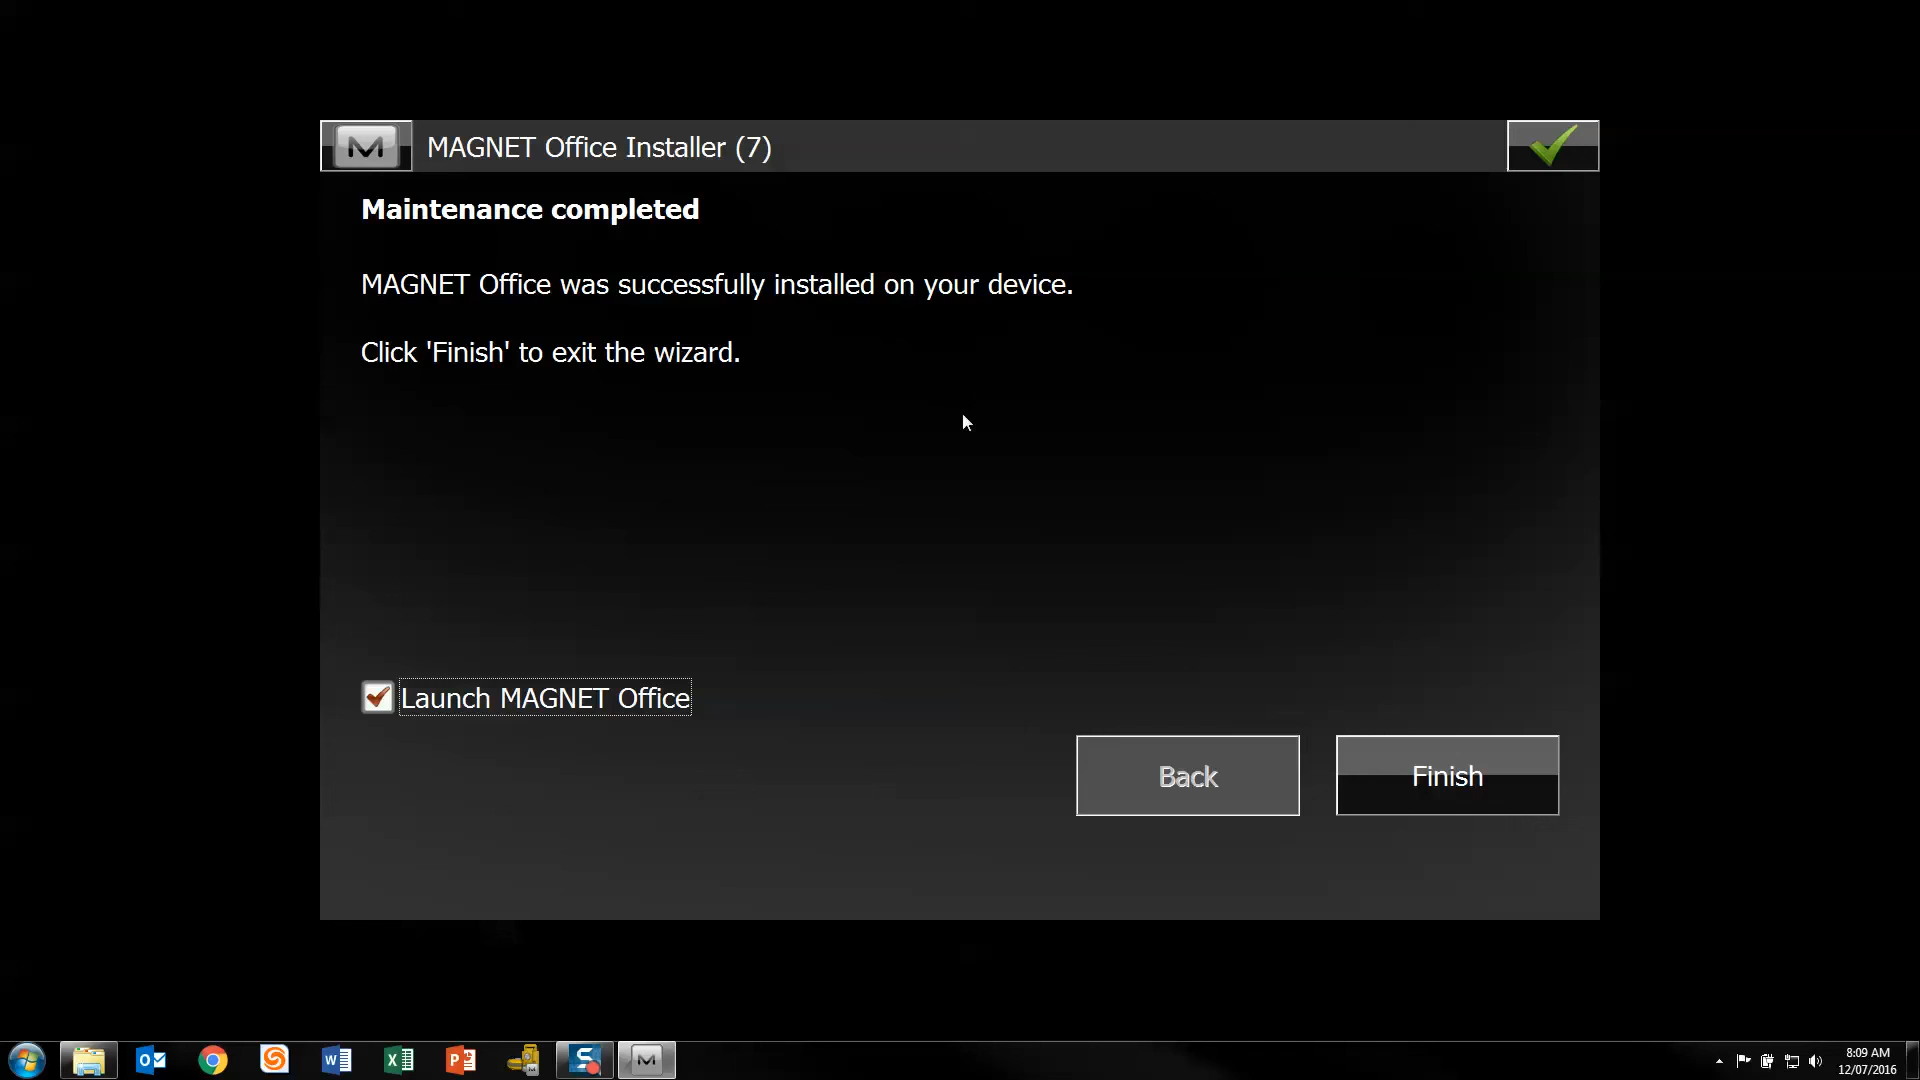 MAGNET Office Installer (7)
Maintenance completed
MAGNET Office was successfully installed on your device.
Click 'Finish' to exit the wizard.
Launch MAGNET Office
Back
Finish
8:09 AM
12/07/2016